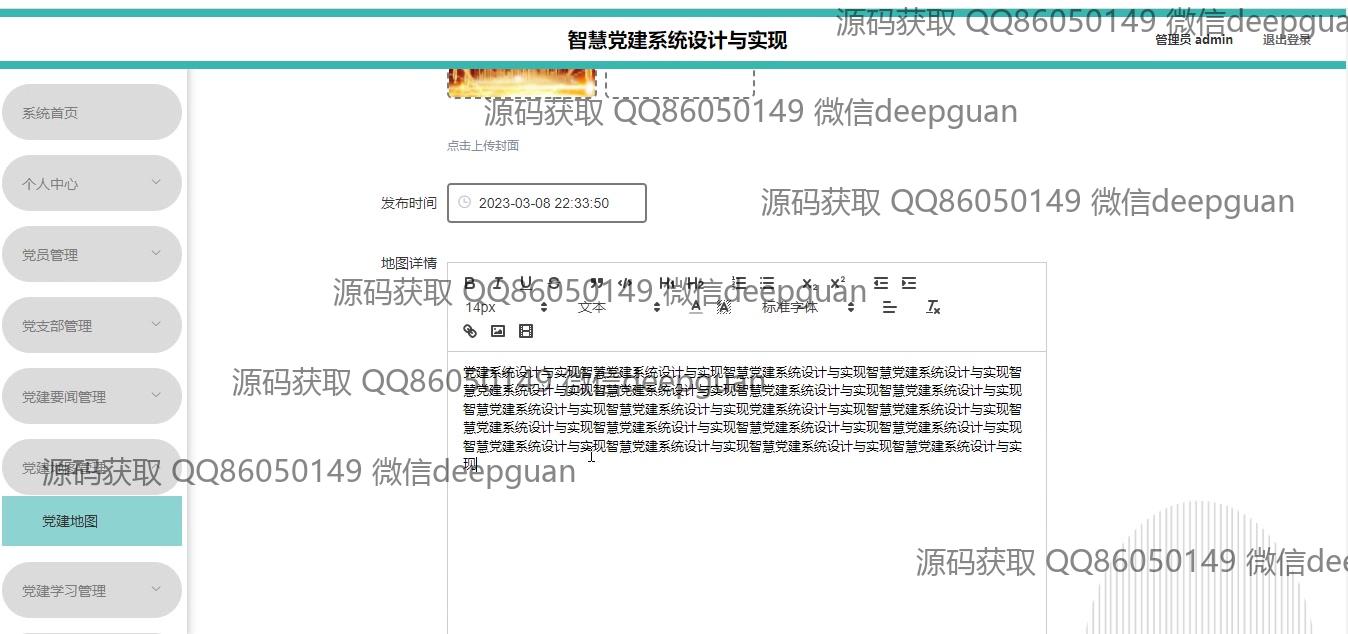 源码获取 QQ86050149 微信deepgua
智慧党建系统设计与实现
管理员 admin
退出登录
源码获取 QQ86050149 微信deepguan
系统首页
点击上传封面
个人中心
发布时间
2023-03-08 22:33:50
源码获取 QQ86050149 微信deepguan
党员管理
地图详情
B I U S ” </> H1 H2 X2 X2
源码获取 QQ86050149 微信deepguan
14px 文本 A A 标准字体 Tx
党支部管理
党建系统设计与实现智慧党建系统设计与实现智慧党建系统设计与实现智慧党建系统设计与实现智
慧党建系统设计与实现智慧党建系统设计与实现智慧党建系统设计与实现智慧党建系统设计与实现
智慧党建系统设计与实现智慧党建系统设计与实现党建系统设计与实现智慧党建系统设计与实现智
慧党建系统设计与实现智慧党建系统设计与实现智慧党建系统设计与实现智慧党建系统设计与实现
智慧党建系统设计与实现智慧党建系统设计与实现智慧党建系统设计与实现智慧党建系统设计与实
现
源码获取 QQ86050149 微信deepguan
党建要闻管理
党建地图管理
源码获取 QQ86050149 微信deepguan
党建地图
源码获取 QQ86050149 微信dee
党建学习管理